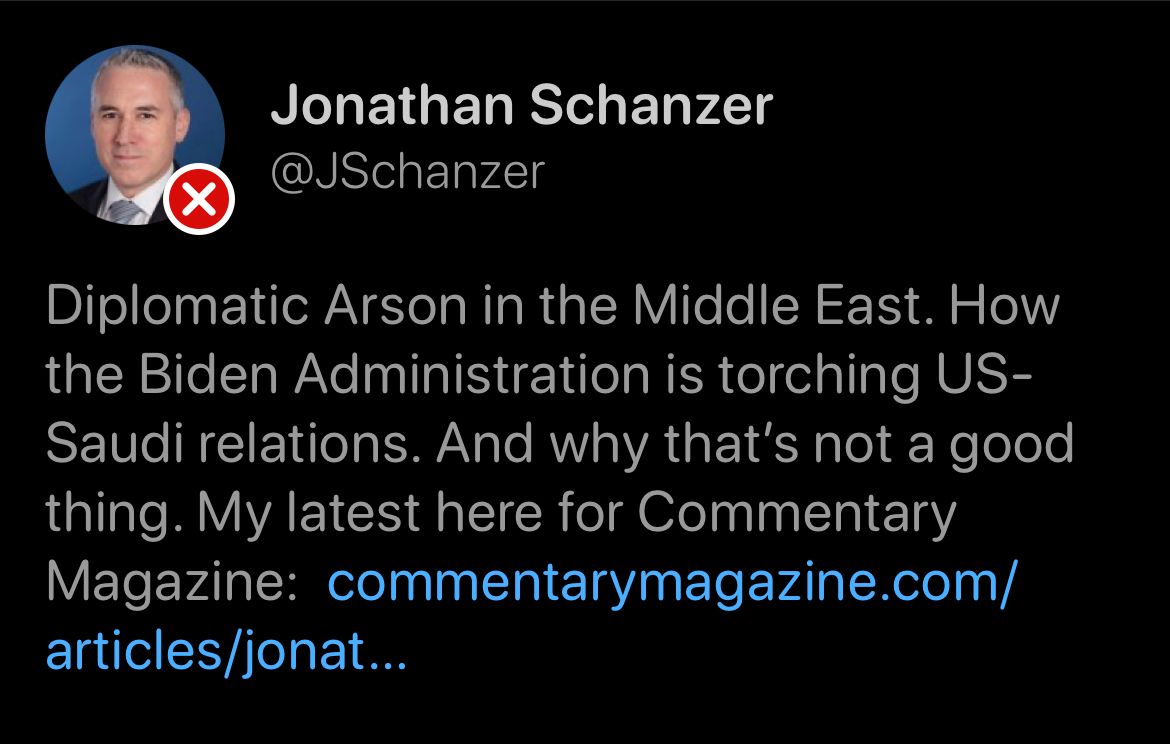 Jonathan Schanzer
@JSchanzer
Diplomatic Arson in the Middle East. How
the Biden Administration is torching US-
Saudi relations. And why that’s not a good
thing. My latest here for Commentary
Magazine:  commentarymagazine.com/
articles/jonat...